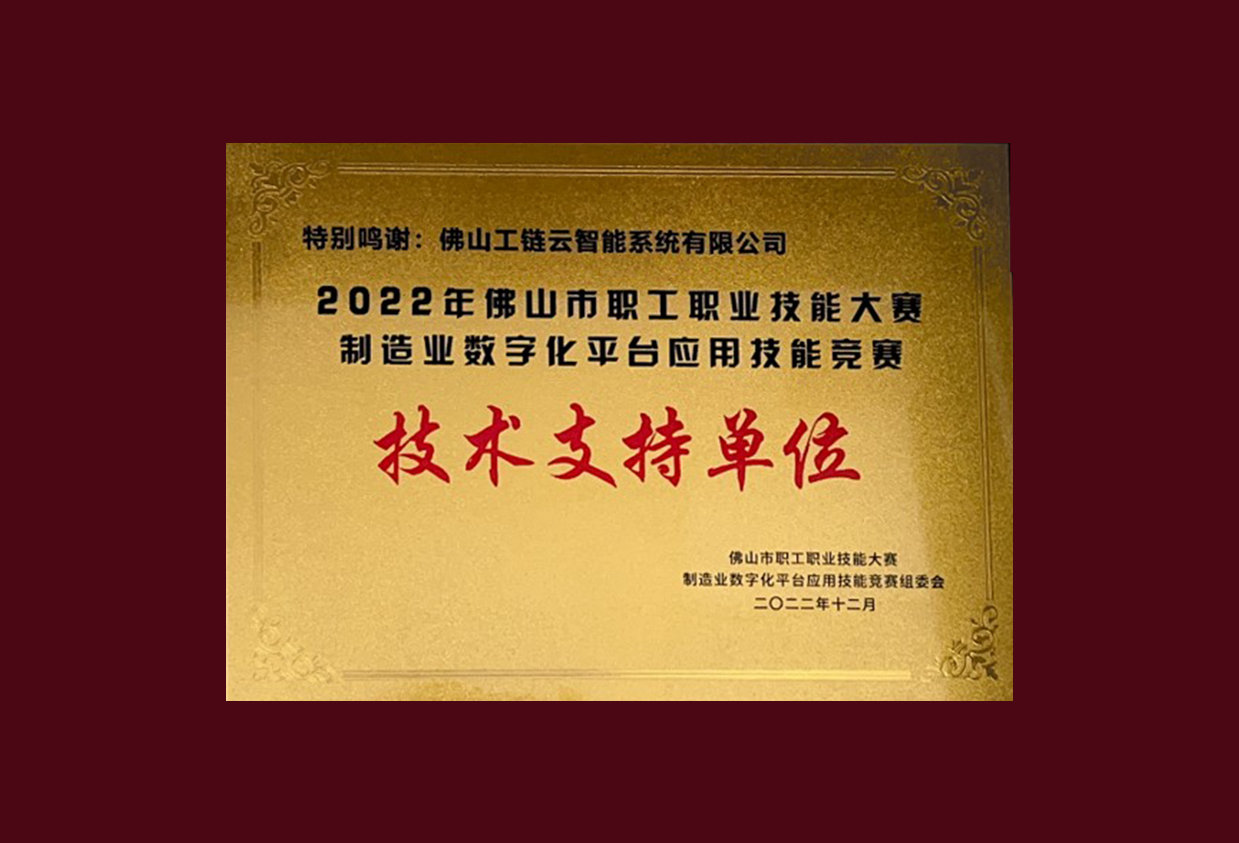 特别鸣谢：佛山工链云智能系统有限公司
2022年佛山市职工职业技能大赛
制造业数字化平台应用技能竞赛
技术支持单位
佛山市职工职业技能大赛
制造业数字化平台应用技能竞赛组委会
二〇二二年十二月